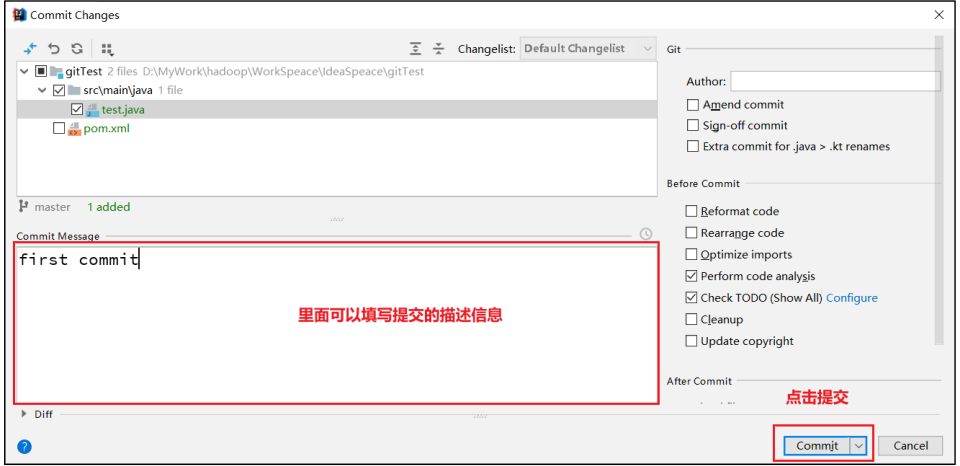 Commit Changes
Changelist: Default Changelist
gitTest 2 files D:\MyWork\hadoop\WorkSpeace\IdeaSpeace\gitTest
src\main\java 1 file
test.java
pom.xml
master 1 added
Commit Message
first commit
里面可以填写提交的描述信息
Diff
Git
Author:
Amend commit
Sign-off commit
Extra commit for .java > .kt renames
Before Commit
Reformat code
Rearrange code
Optimize imports
Perform code analysis
Check TODO (Show All) Configure
Cleanup
Update copyright
After Commit
点击提交
Commit
Cancel